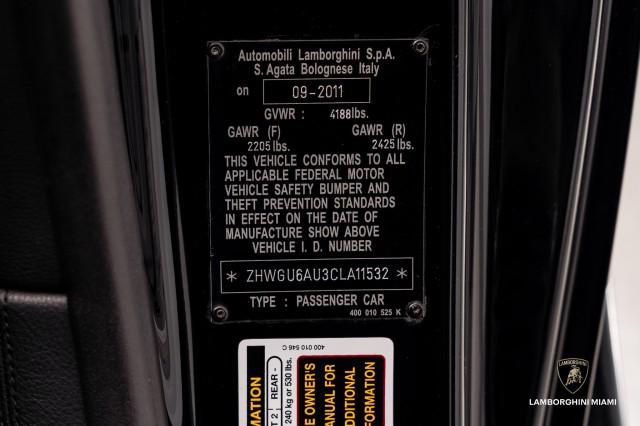 Automobili Lamborghini S.p.A.
S. Agata Bolognese Italy
on 09-2011
GVWR : 4188lbs.
GAWR (F) GAWR (R)
2205 lbs. 2425 lbs.
THIS VEHICLE CONFORMS TO ALL
APPLICABLE FEDERAL MOTOR
VEHICLE SAFETY BUMPER AND
THEFT PREVENTION STANDARDS
IN EFFECT ON THE DATE OF
MANUFACTURE SHOW ABOVE
VEHICLE I. D. NUMBER
* ZHWGU6AU3CLA11532 *
TYPE : PASSENGER CAR
400 010 525 K
400 010 546 C
REAR -
240 kg or 530 lbs.
OWNER'S
MANUAL FOR
LAMBORGHINI
LAMBORGHINI MIAMI